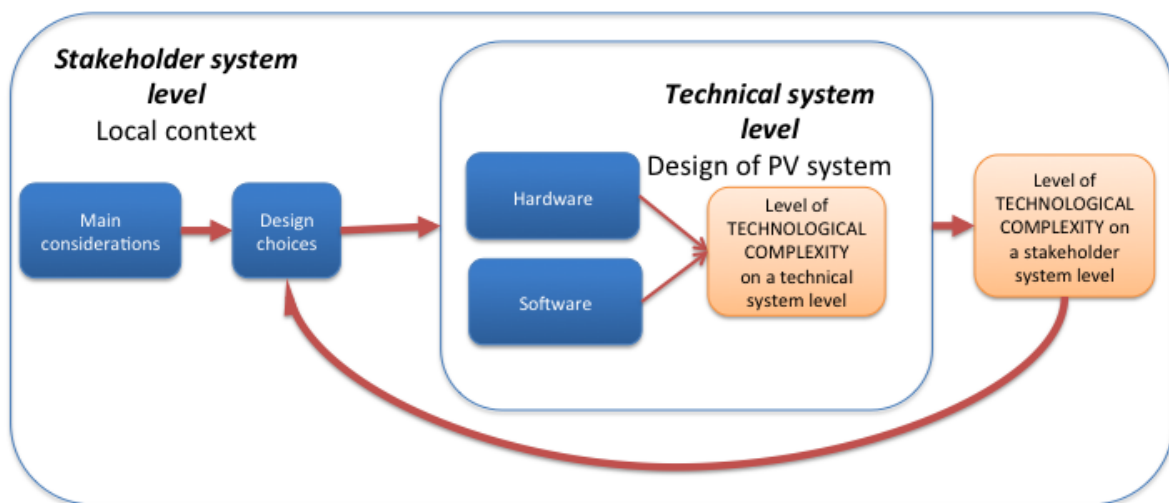 Stakeholder system
level
Local context
Main
considerations
Design
choices
Technical system
level
Design of PV system
Hardware
Software
Level of
TECHNOLOGICAL
COMPLEXITY
on a technical
system level
Level of
TECHNOLOGICAL
COMPLEXITY on
a stakeholder
system level